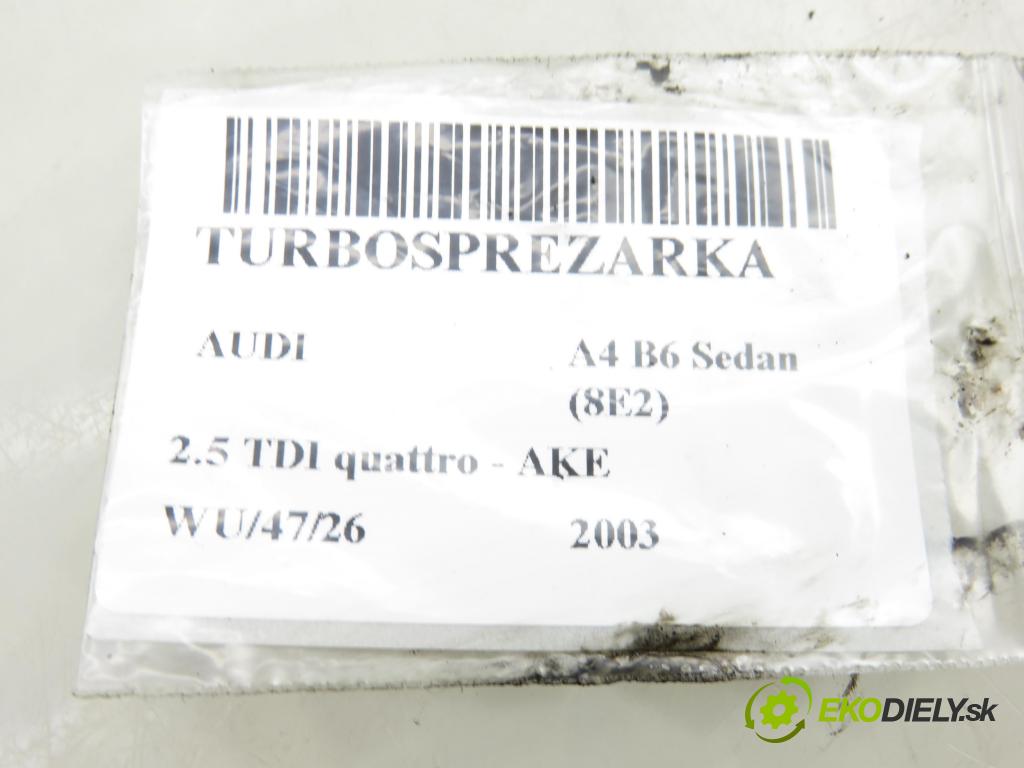 TURBOSPREZARKA
AUDI A4 B6 Sedan
(8E2)
2.5 TDI quattro - AKE
WU/47/26 2003
EKODIELY.sk